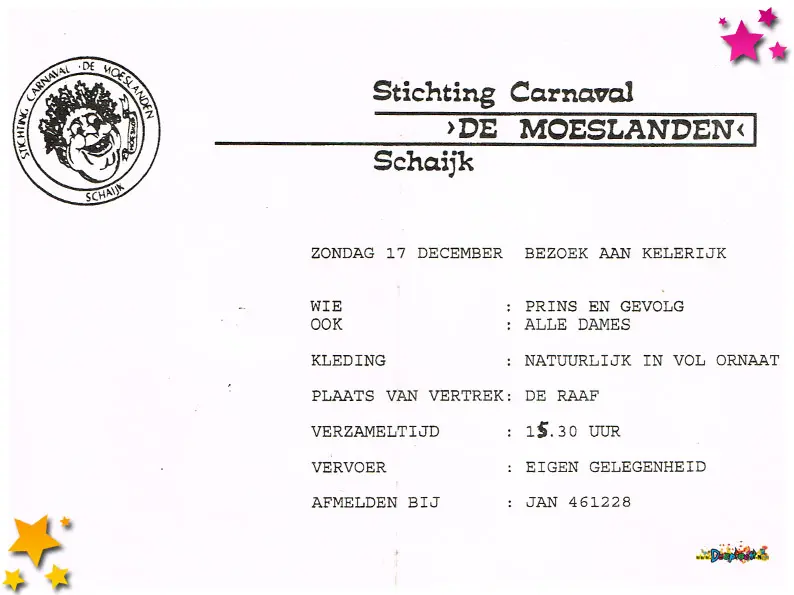 STICHTING CARNAVAL · DE MOESLANDEN
SCHAIJK
Stichting Carnaval
›DE MOESLANDEN‹
Schaijk
ZONDAG 17 DECEMBER BEZOEK AAN KELERIJK
WIE : PRINS EN GEVOLG
OOK : ALLE DAMES
KLEDING : NATUURLIJK IN VOL ORNAAT
PLAATS VAN VERTREK: DE RAAF
VERZAMELTIJD : 15.30 UUR
VERVOER : EIGEN GELEGENHEID
AFMELDEN BIJ : JAN 461228